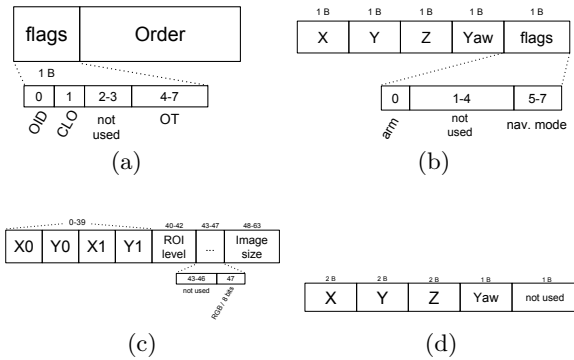 flags Order
1 B
0 1 2-3 4-7
OID CLO not used OT
(a)
1 B 1 B 1 B 1 B 1 B
X Y Z Yaw flags
0 1-4 5-7
arm not used nav. mode
(b)
0-39 40-42 43-47 48-63
X0 Y0 X1 Y1 ROI level ... Image size
43-46 47
not used RGB / 8 bits
(c)
2 B 2 B 2 B 1 B 1 B
X Y Z Yaw not used
(d)